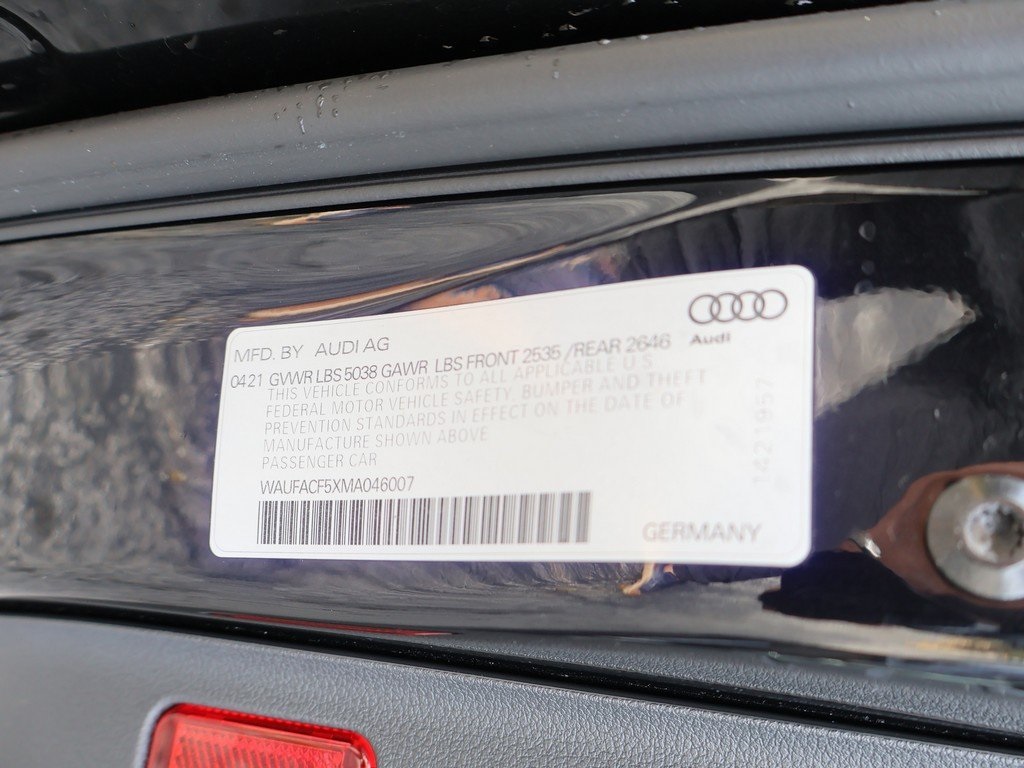 Audi
MFD. BY AUDI AG
0421 GVWR LBS 5038 GAWR LBS FRONT 2535 /REAR 2646
THIS VEHICLE CONFORMS TO ALL APPLICABLE U.S.
FEDERAL MOTOR VEHICLE SAFETY, BUMPER AND THEFT
PREVENTION STANDARDS IN EFFECT ON THE DATE OF
MANUFACTURE SHOWN ABOVE
PASSENGER CAR
WAUFACF5XMA046007
GERMANY
1421957